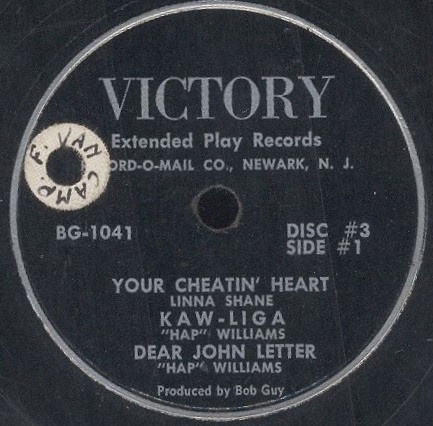 VICTORY
Extended Play Records
ORD-O-MAIL CO., NEWARK, N. J.
F. VAN CAMP
BG-1041
DISC #3
SIDE #1
YOUR CHEATIN' HEART
LINNA SHANE
KAW-LIGA
"HAP" WILLIAMS
DEAR JOHN LETTER
"HAP" WILLIAMS
Produced by Bob Guy